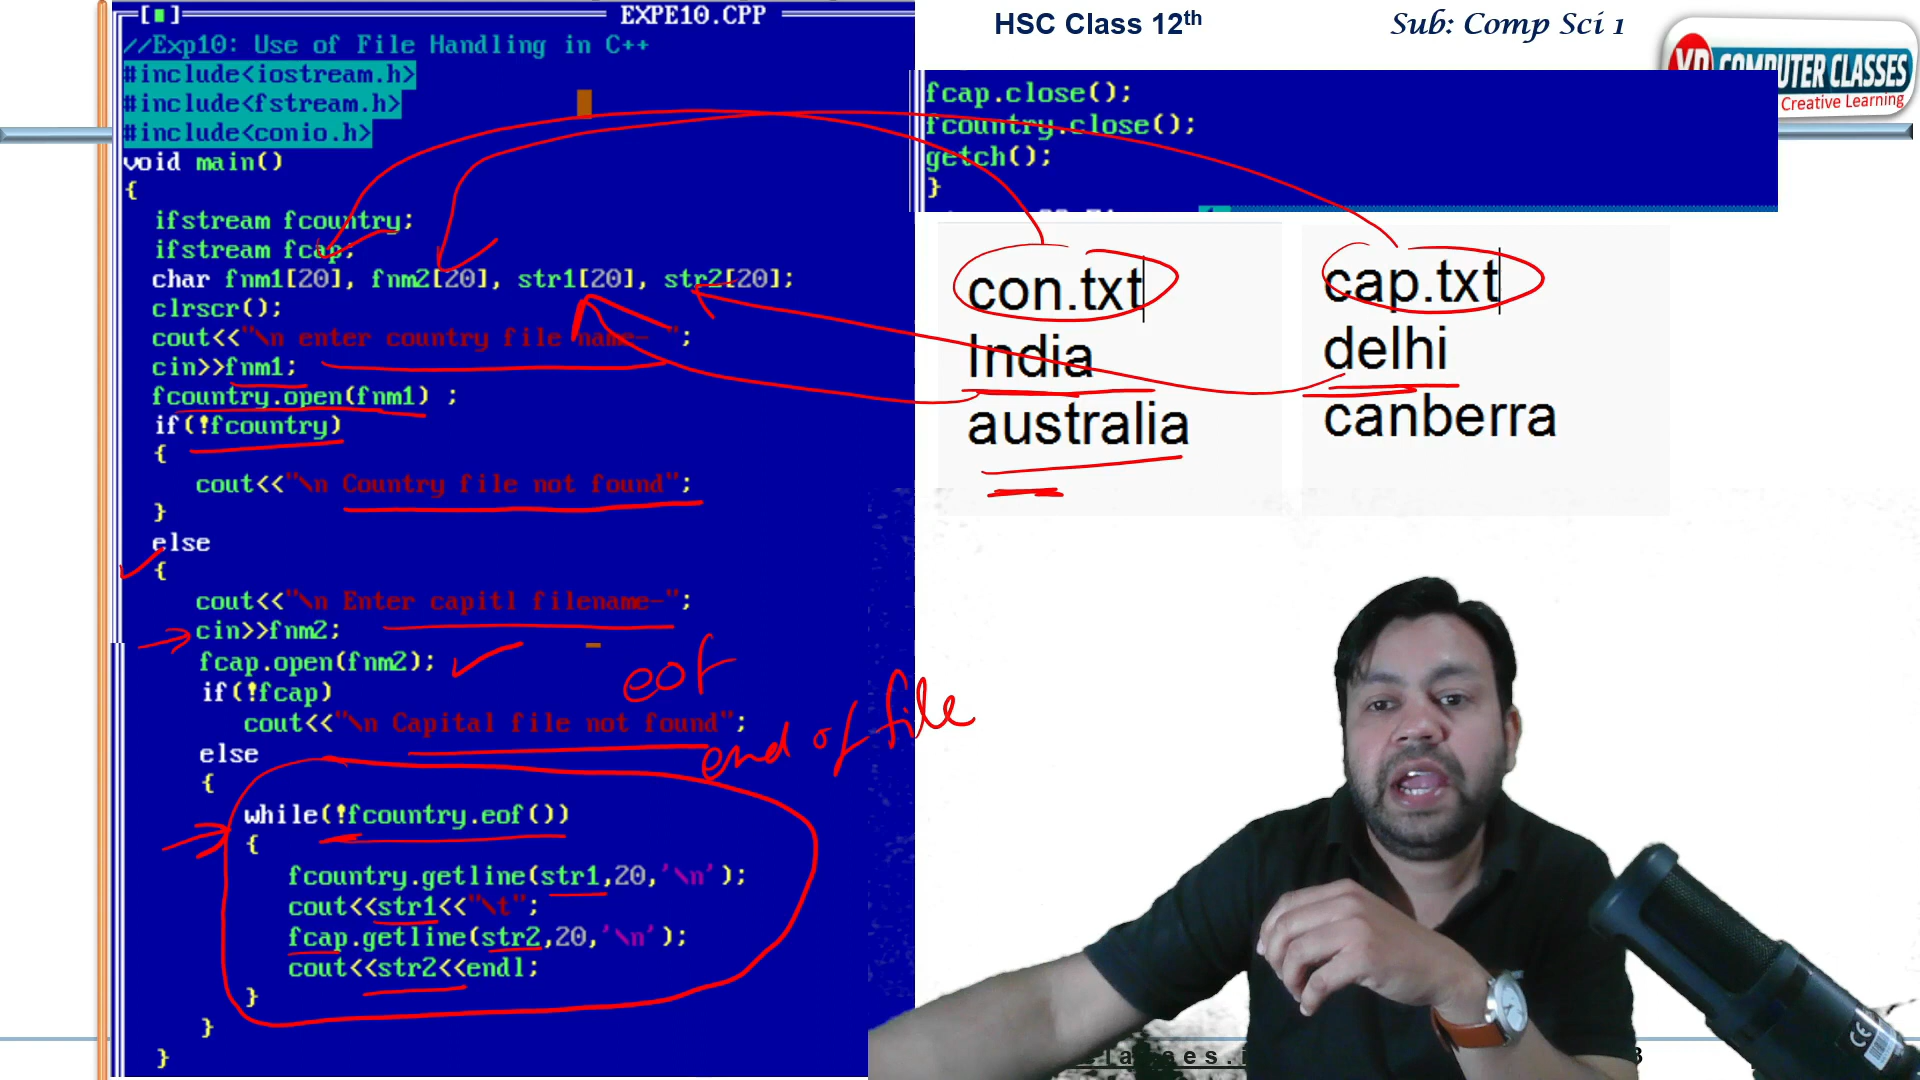 EXPE10.CPP
//Exp10: Use of File Handling in C++
#include<iostream.h>
#include<fstream.h>
#include<conio.h>
void main()
{
ifstream fcountry;
ifstream fcap;
char fnm1[20], fnm2[20], str1[20], str2[20];
clrscr();
cout<<"\n enter country file name-";
cin>>fnm1;
fcountry.open(fnm1) ;
if(!fcountry)
{
cout<<"\n Country file not found";
}
else
{
cout<<"\n Enter capitl filename-";
cin>>fnm2;
fcap.open(fnm2);
if(!fcap)
cout<<"\n Capital file not found";
else
{
while(!fcountry.eof())
{
fcountry.getline(str1,20,'\n');
cout<<str1<<"\t";
fcap.getline(str2,20,'\n');
cout<<str2<<endl;
}
}
}
eof
end of file
HSC Class 12th
Sub: Comp Sci 1
VD COMPUTER CLASSES
Creative Learning
fcap.close();
fcountry.close();
getch();
}
con.txt
India
australia
cap.txt
delhi
canberra